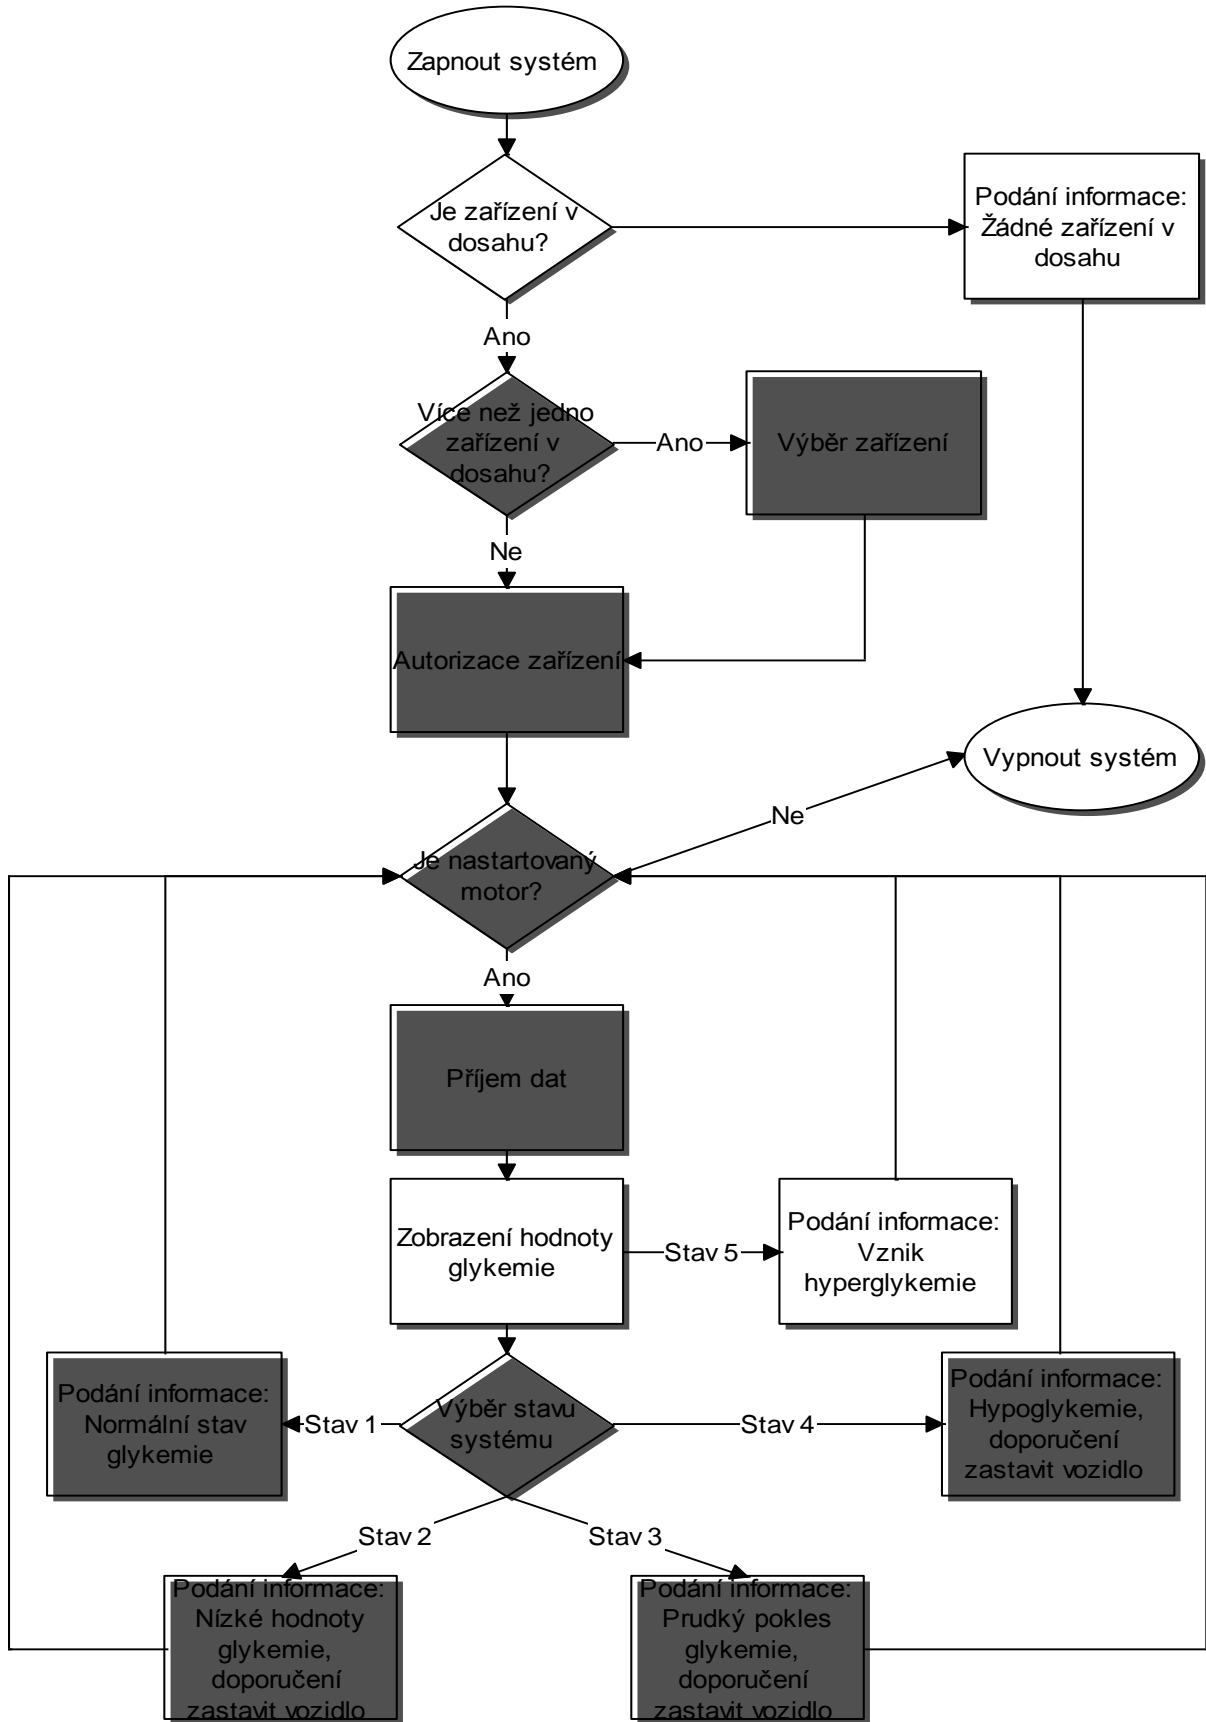 Zapnout systém
Je zařízení v
dosahu?
Podání informace:
Žádné zařízení v
dosahu
Ano
Více než jedno
zařízení v
dosahu?
Ano
Výběr zařízení
Ne
Autorizace zařízení
Vypnout systém
Ne
Je nastartovaný
motor?
Ano
Příjem dat
Zobrazení hodnoty
glykemie
Stav 5
Podání informace:
Vznik
hyperglykemie
Podání informace:
Normální stav
glykemie
Stav 1
Výběr stavu
systému
Stav 4
Podání informace:
Hypoglykemie,
doporučení
zastavit vozidlo
Stav 2
Stav 3
Podání informace:
Nízké hodnoty
glykemie,
doporučení
zastavit vozidlo
Podání informace:
Prudký pokles
glykemie,
doporučení
zastavit vozidlo